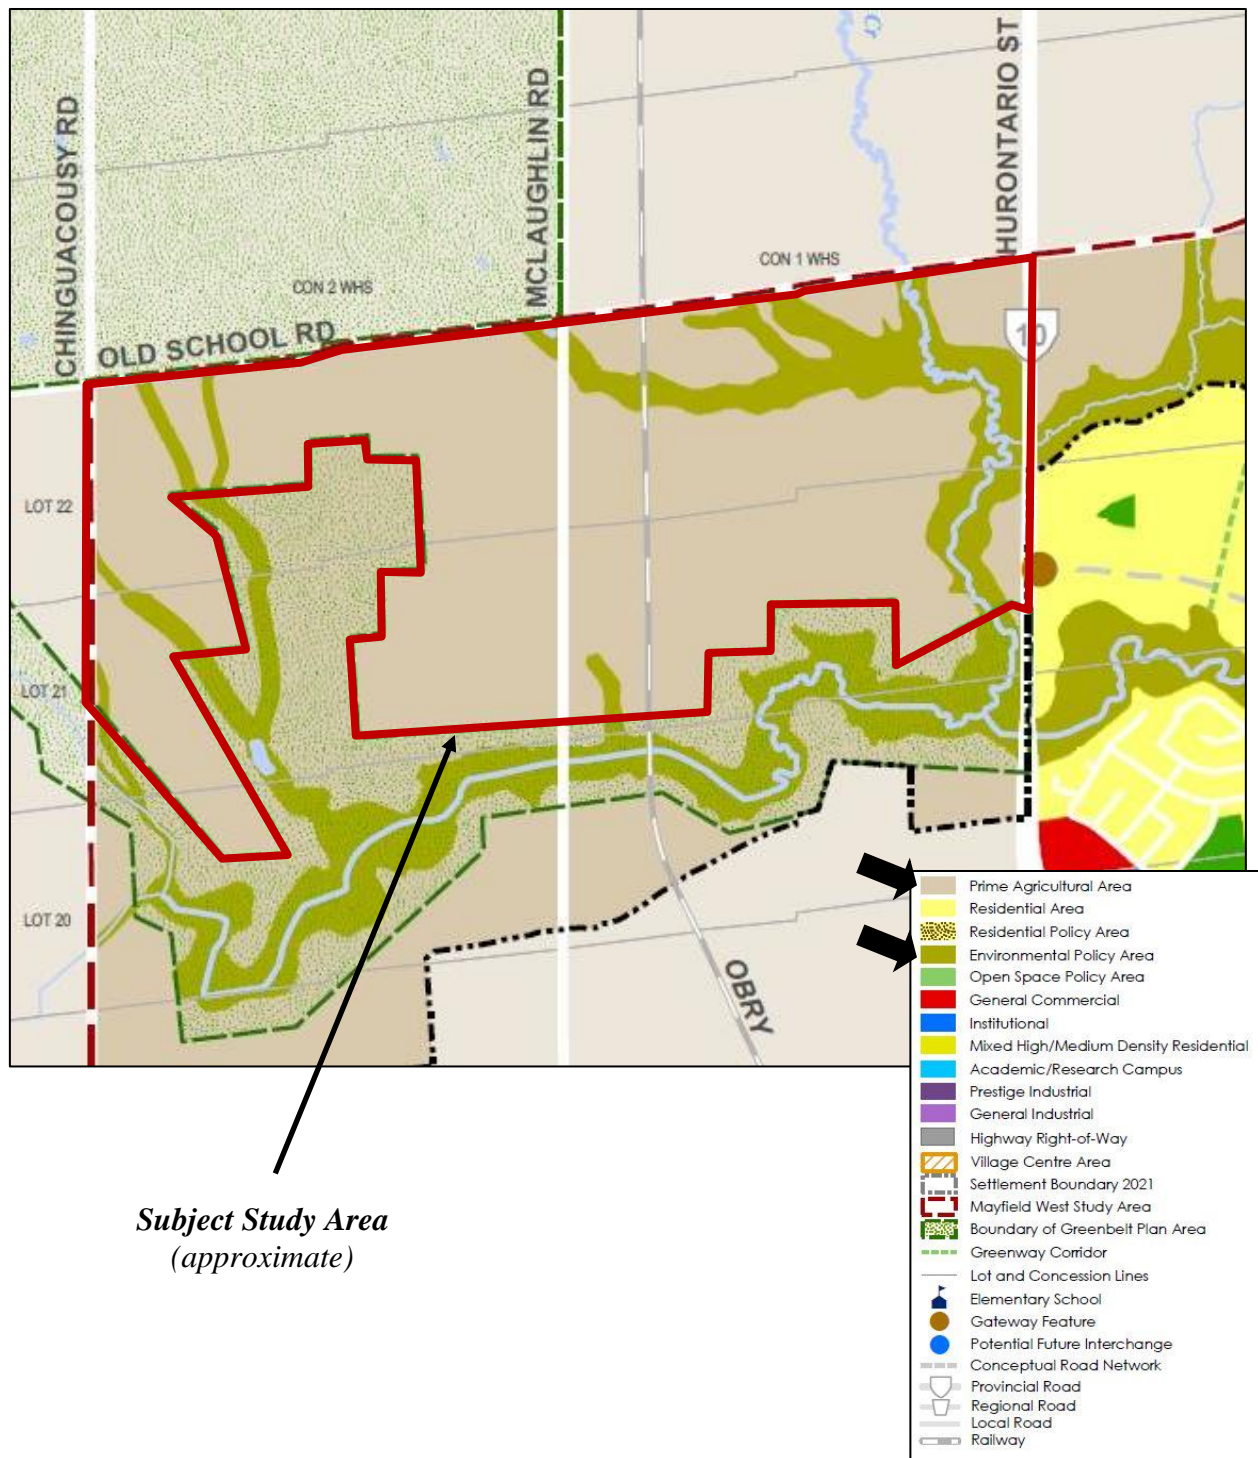 Cr
CHINGUACOUSY RD
MCLAUGHLIN RD
HURONTARIO ST
CON 1 WHS
CON 2 WHS
OLD SCHOOL RD
10
LOT 22
LOT 21
LOT 20
OBRY
Prime Agricultural Area
Residential Area
Residential Policy Area
Environmental Policy Area
Open Space Policy Area
General Commercial
Institutional
Mixed High/Medium Density Residential
Academic/Research Campus
Prestige Industrial
General Industrial
Highway Right-of-Way
Village Centre Area
Settlement Boundary 2021
Mayfield West Study Area
Boundary of Greenbelt Plan Area
Greenway Corridor
Lot and Concession Lines
Elementary School
Gateway Feature
Potential Future Interchange
Conceptual Road Network
Provincial Road
Regional Road
Local Road
Railway
Subject Study Area
(approximate)